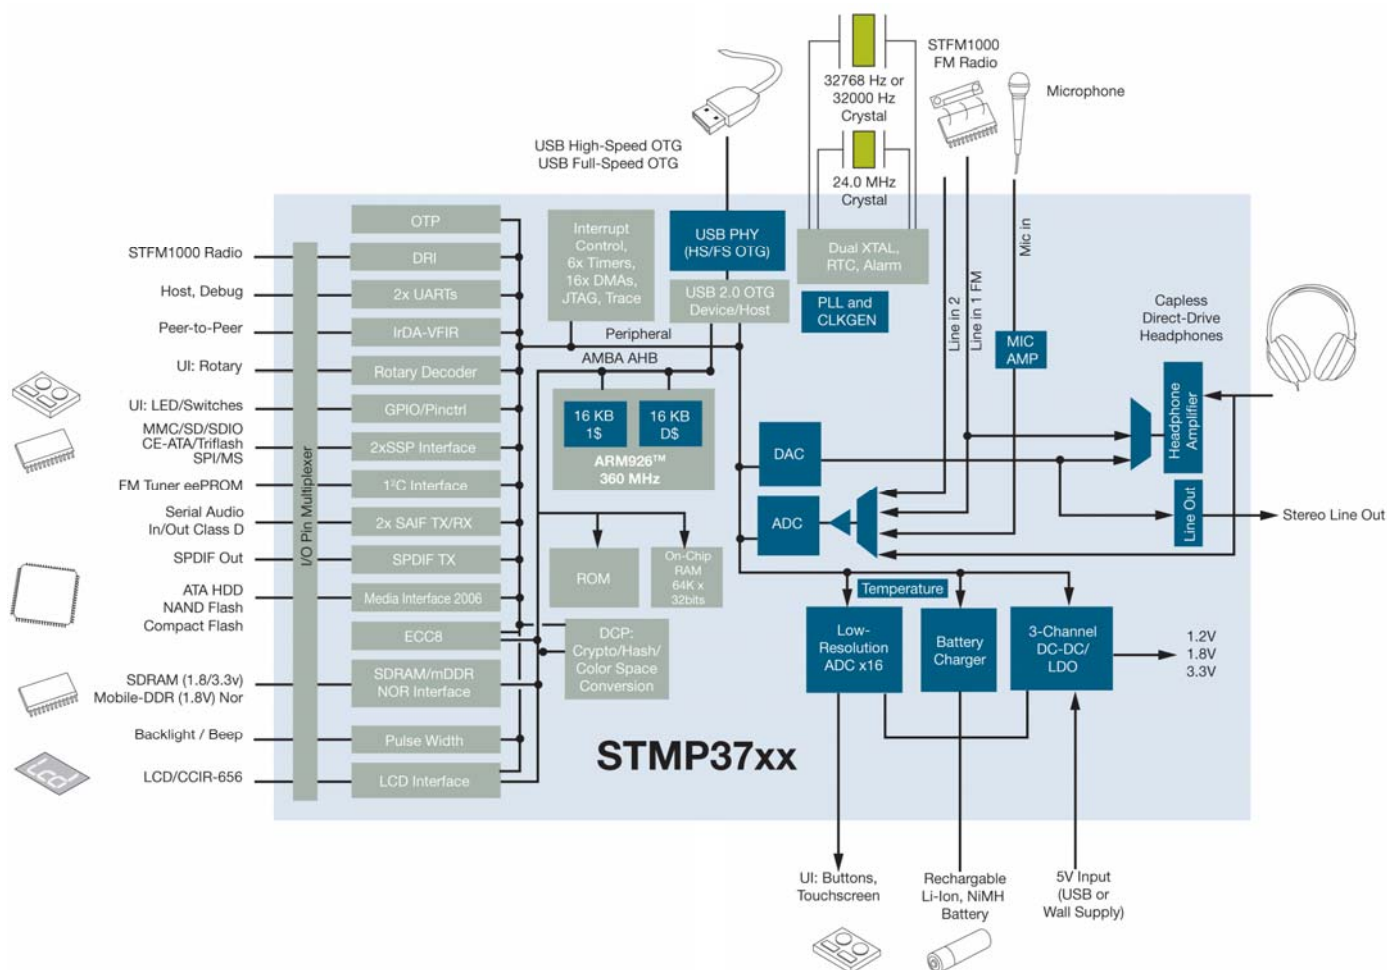 STFM1000
FM Radio
32768 Hz or
32000 Hz
Crystal
Microphone
USB High-Speed OTG
USB Full-Speed OTG
24.0 MHz
Crystal
OTP
STFM1000 Radio
DRI
Host, Debug
2x UARTs
Peer-to-Peer
IrDA-VFIR
UI: Rotary
Rotary Decoder
UI: LED/Switches
GPIO/Pinctrl
MMC/SD/SDIO
CE-ATA/Triflash
SPI/MS
2xSSP Interface
FM Tuner eePROM
1²C Interface
Serial Audio
In/Out Class D
2x SAIF TX/RX
SPDIF Out
SPDIF TX
ATA HDD
NAND Flash
Compact Flash
Media Interface 2006
ECC8
SDRAM (1.8/3.3v)
Mobile-DDR (1.8V) Nor
SDRAM/mDDR
NOR Interface
Backlight / Beep
Pulse Width
LCD/CCIR-656
LCD Interface
Lcd
I/O Pin Multiplexer
Interrupt
Control,
6x Timers,
16x DMAs,
JTAG, Trace
USB PHY
(HS/FS OTG)
USB 2.0 OTG
Device/Host
Dual XTAL,
RTC, Alarm
PLL and
CLKGEN
Peripheral
AMBA AHB
16 KB
1$
16 KB
D$
ARM926™
360 MHz
ROM
On-Chip
RAM
64K x
32bits
DCP:
Crypto/Hash/
Color Space
Conversion
Line in 2
Line in 1 FM
Mic in
MIC
AMP
Capless
Direct-Drive
Headphones
Headphone
Amplifier
DAC
ADC
Line Out
Stereo Line Out
Temperature
Low-
Resolution
ADC x16
Battery
Charger
3-Channel
DC-DC/
LDO
1.2V
1.8V
3.3V
STMP37xx
UI: Buttons,
Touchscreen
Rechargable
Li-Ion, NiMH
Battery
5V Input
(USB or
Wall Supply)